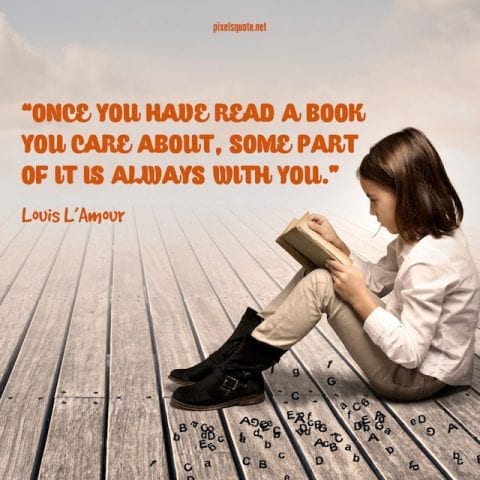 pixelsquote.net
“ONCE YOU HAVE READ A BOOK
YOU CARE ABOUT, SOME PART
OF IT IS ALWAYS WITH YOU.”
Louis L'Amour